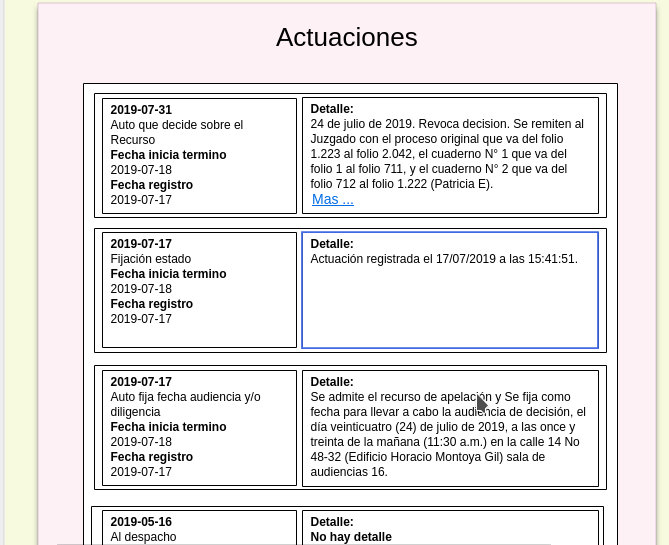 Actuaciones
2019-07-31
Auto que decide sobre el
Recurso
Fecha inicia termino
2019-07-18
Fecha registro
2019-07-17
Detalle:
24 de julio de 2019. Revoca decision. Se remiten al
Juzgado con el proceso original que va del folio
1.223 al folio 2.042, el cuaderno N° 1 que va del
folio 1 al folio 711, y el cuaderno N° 2 que va del
folio 712 al folio 1.222 (Patricia E).
Mas ...
2019-07-17
Fijación estado
Fecha inicia termino
2019-07-18
Fecha registro
2019-07-17
Detalle:
Actuación registrada el 17/07/2019 a las 15:41:51.
2019-07-17
Auto fija fecha audiencia y/o
diligencia
Fecha inicia termino
2019-07-18
Fecha registro
2019-07-17
Detalle:
Se admite el recurso de apelación y Se fija como
fecha para llevar a cabo la audiencia de decisión, el
día veinticuatro (24) de julio de 2019, a las once y
treinta de la mañana (11:30 a.m.) en la calle 14 No
48-32 (Edificio Horacio Montoya Gil) sala de
audiencias 16.
2019-05-16
Al despacho
Detalle:
No hay detalle